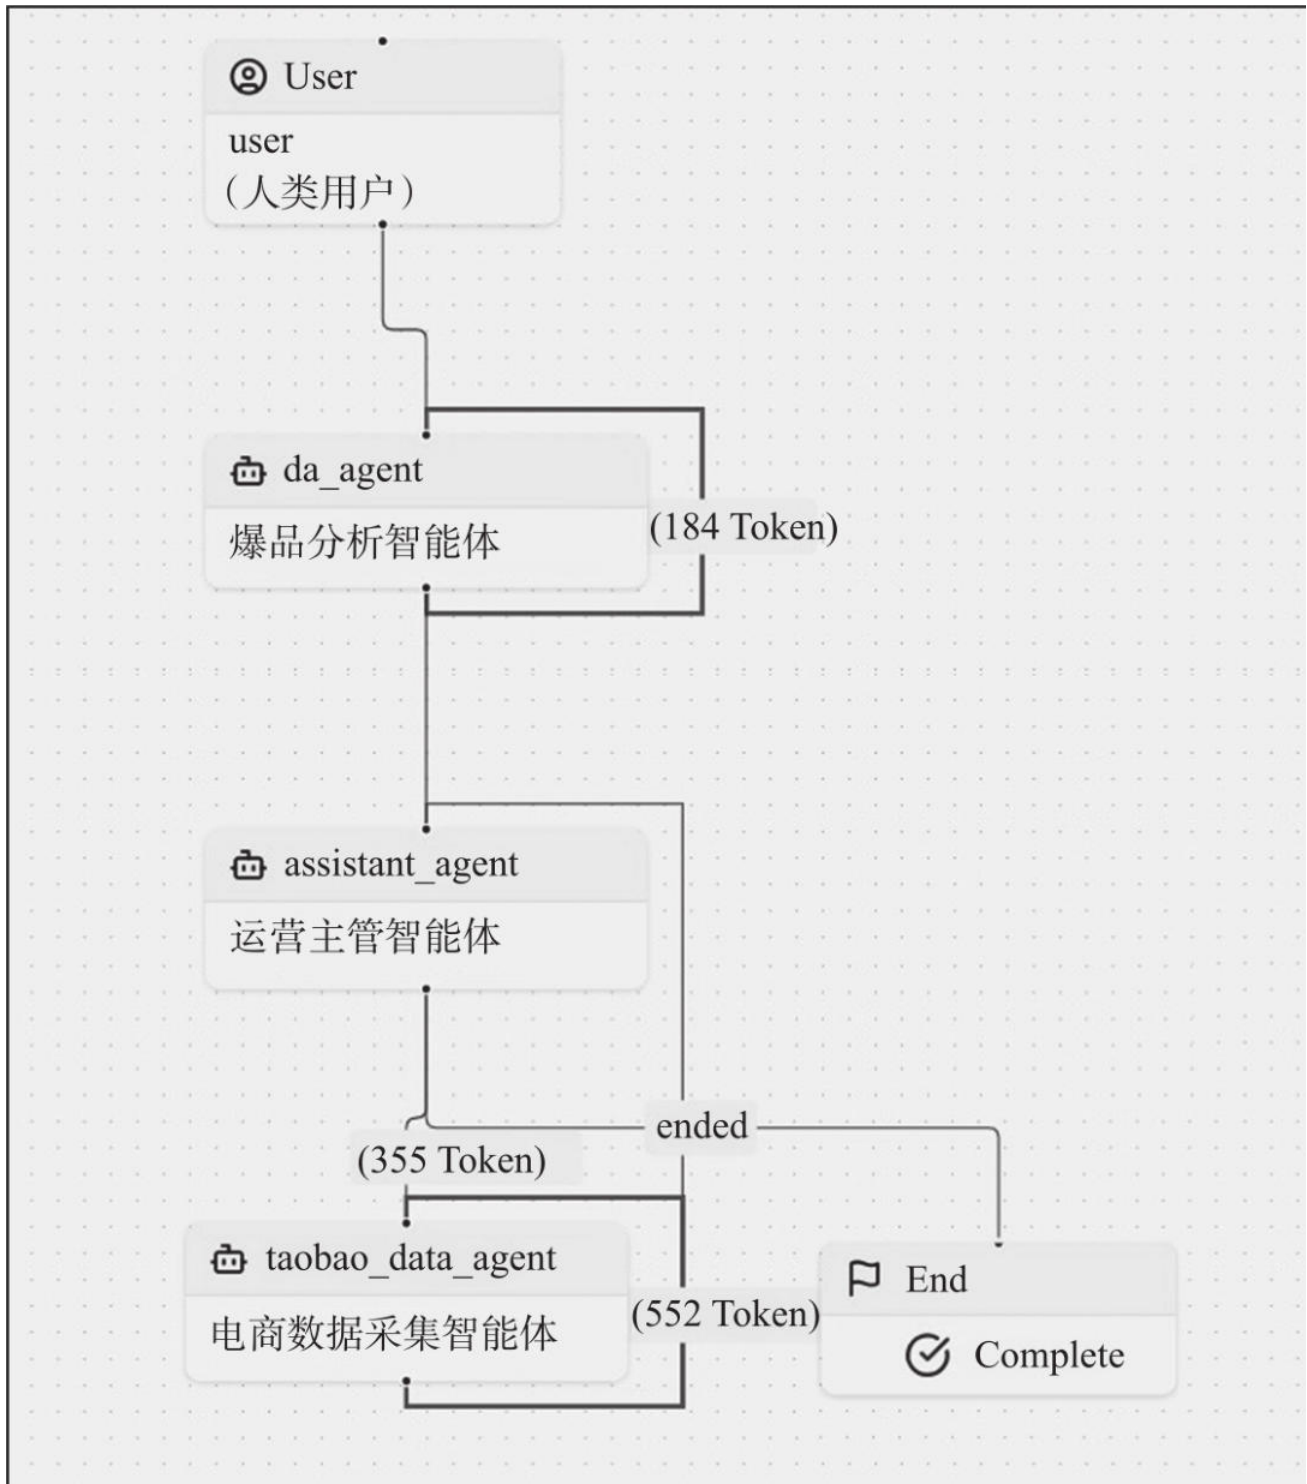 User
user
（人类用户）
da_agent
爆品分析智能体
(184 Token)
assistant_agent
运营主管智能体
ended
(355 Token)
taobao_data_agent
电商数据采集智能体
(552 Token)
End
Complete